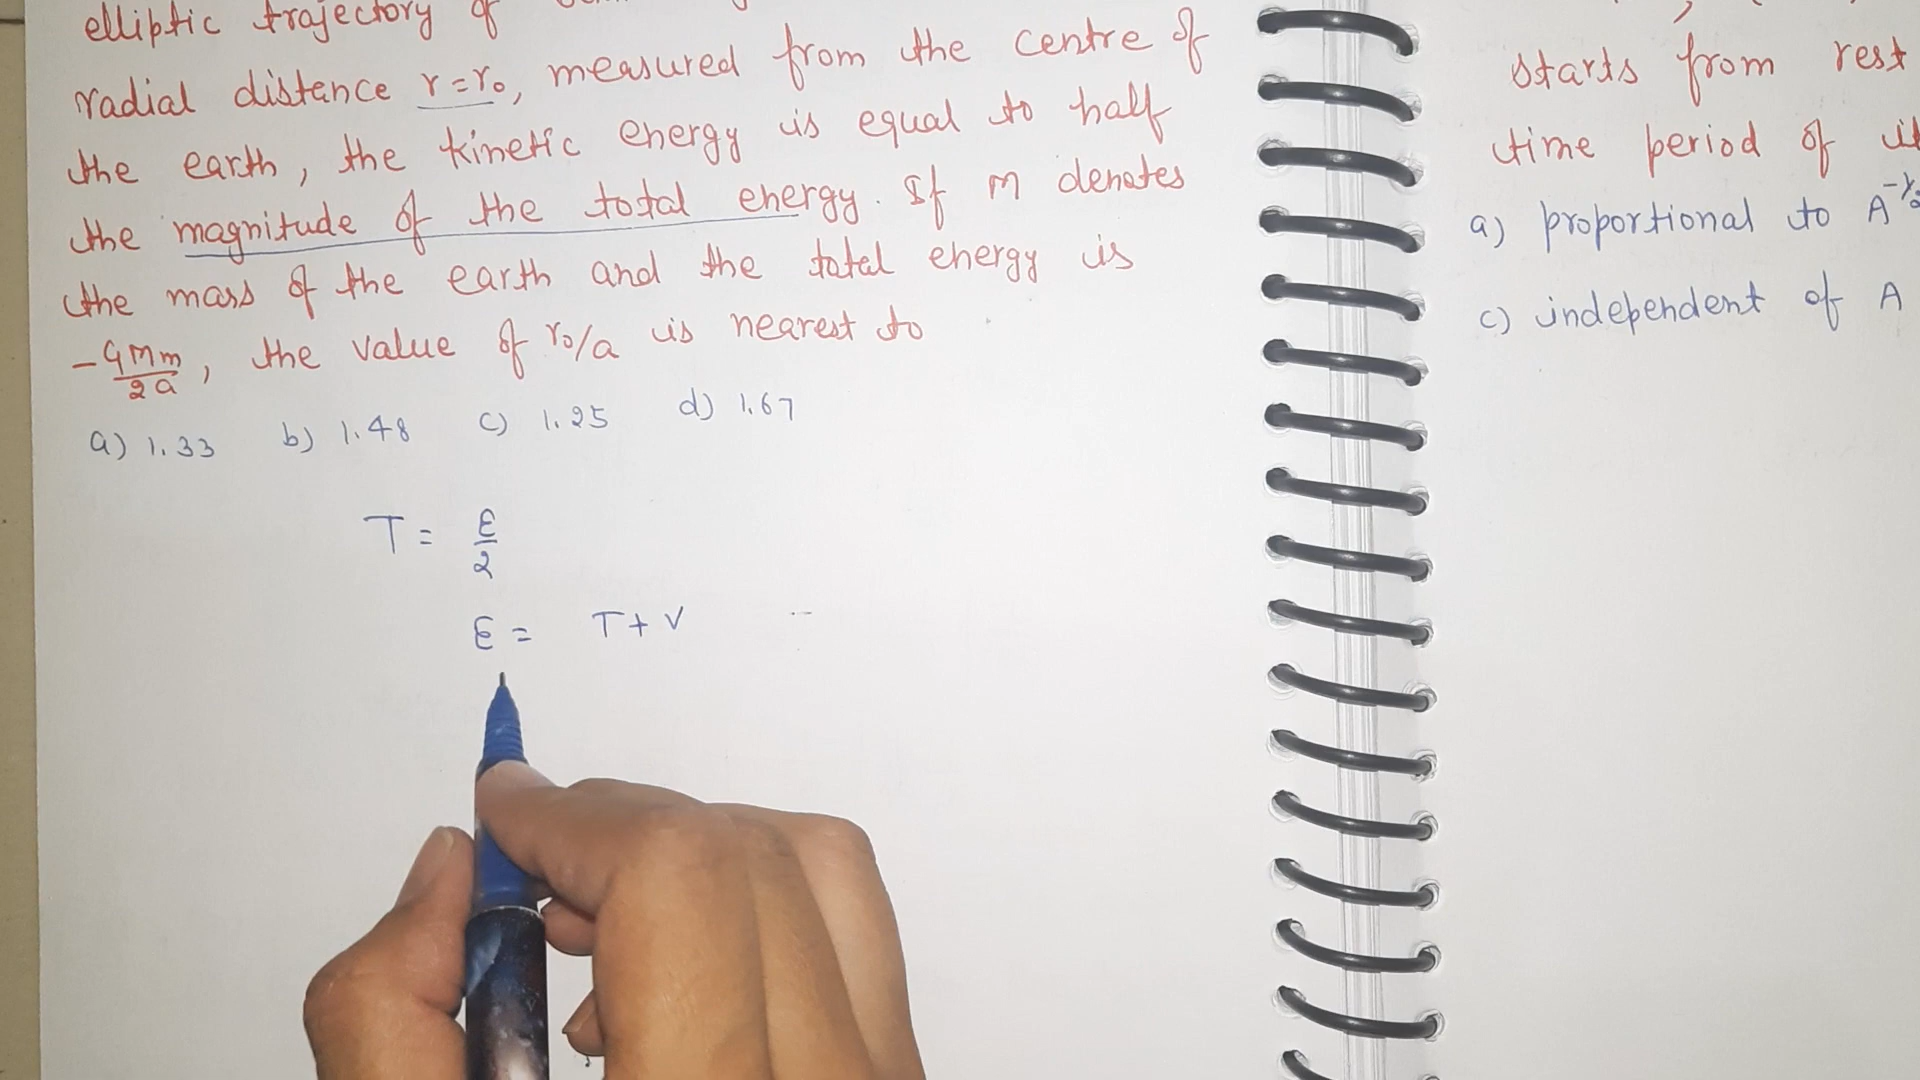 elliptic trajectory of
radial distance r=r₀, measured from the centre of
the earth, the kinetic energy is equal to half
the magnitude of the total energy. If M denotes
the mass of the earth and the total energy is
-GMm/2a, the value of r₀/a is nearest to
a) 1.33 b) 1.48 c) 1.25 d) 1.67
T = E/2
E = T+V
starts from rest
time period of
a) proportional to A
c) independent of A